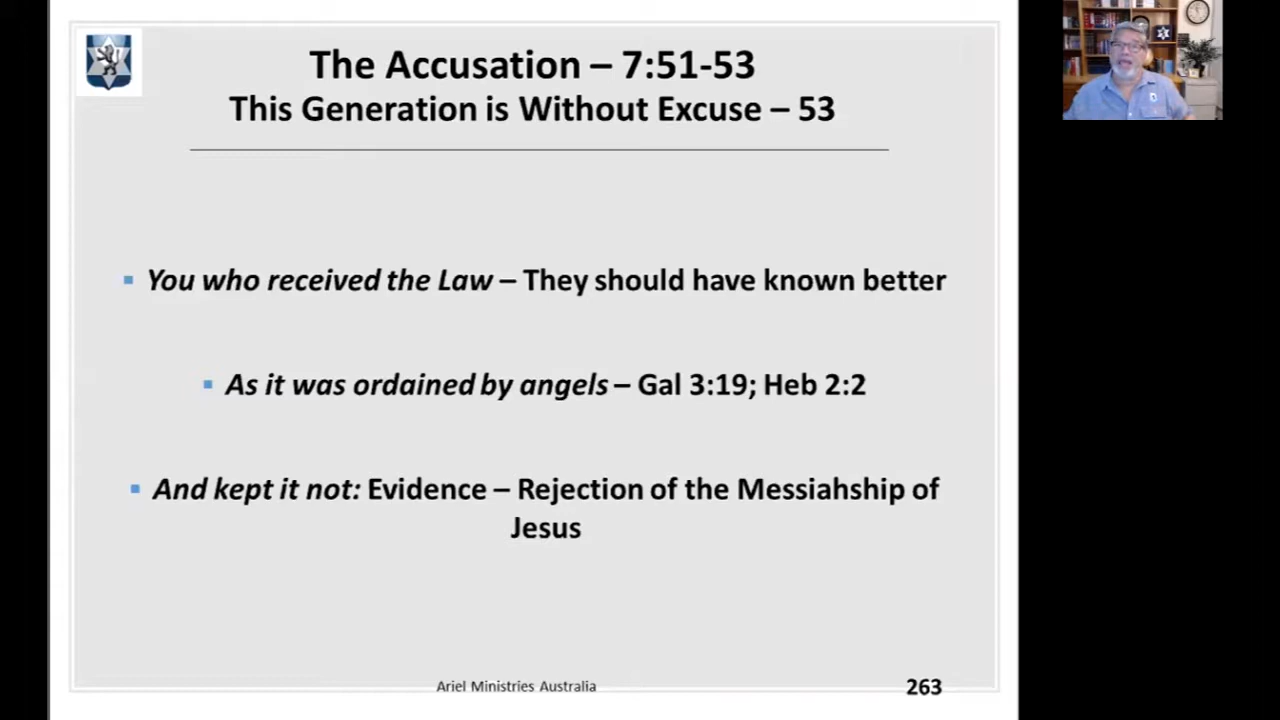 The Accusation – 7:51-53
This Generation is Without Excuse – 53
▪ You who received the Law – They should have known better
▪ As it was ordained by angels – Gal 3:19; Heb 2:2
▪ And kept it not: Evidence – Rejection of the Messiahship of
Jesus
Ariel Ministries Australia
263